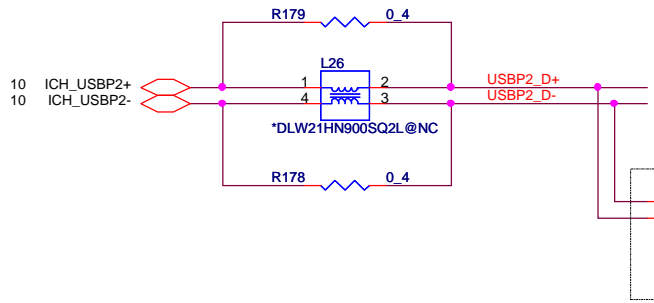 R179 0_4
L26
10 ICH_USBP2+ 1 2 USBP2_D+
10 ICH_USBP2- 4 3 USBP2_D-
*DLW21HN900SQ2L@NC
R178 0_4